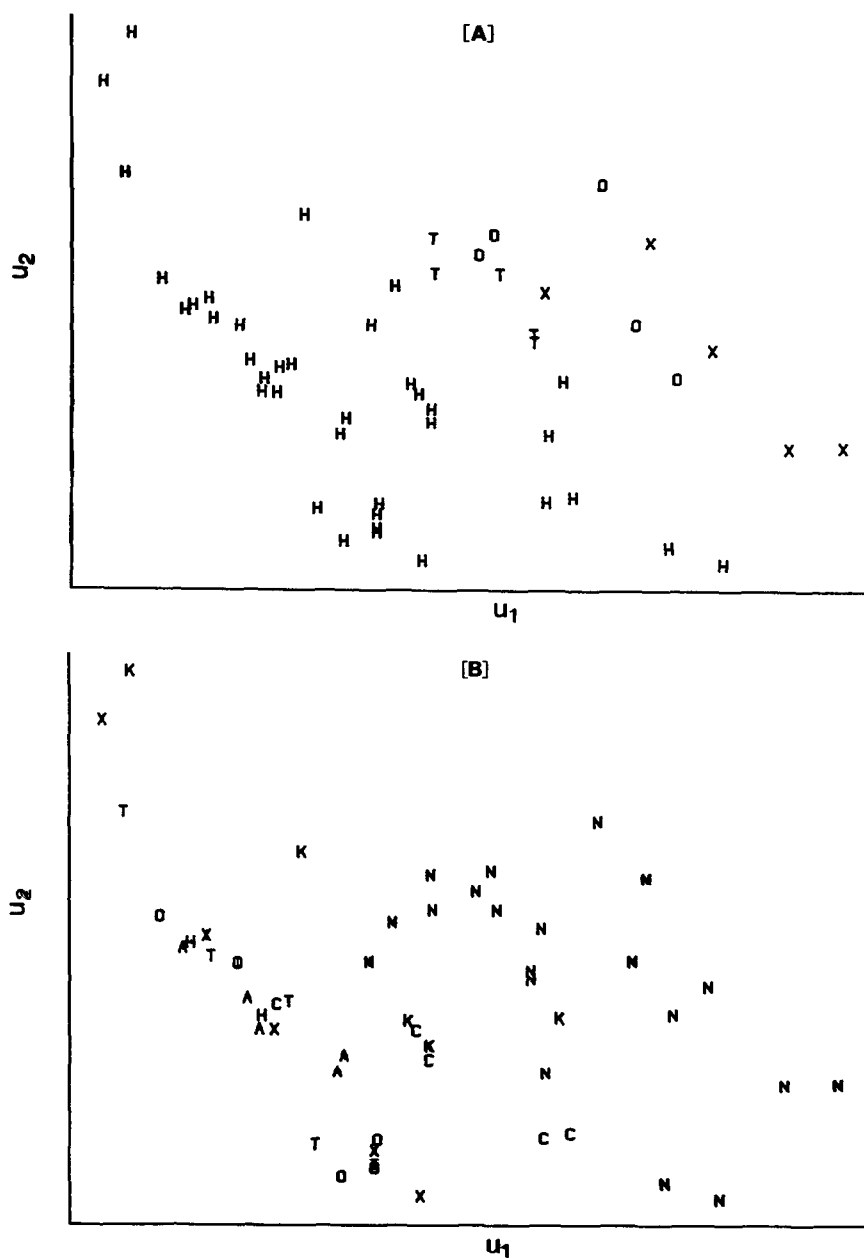 H [A]
H
H
O
H
T O
X
O
H T T
H X
H H
H H
H H H O
T
T
H X
H H H
H O
H H H H
H
H H
H H
H
X X
H H H H
H
H
H H
H H
u₂
u₁
K [B]
X
T
N
K
N N N
N
O N N
N N
A H X T
O N N
N
N
A C T N
H K C N K
A X
K
A C
A N
N N
T O C C
X
O
X N
N
u₂
u₁